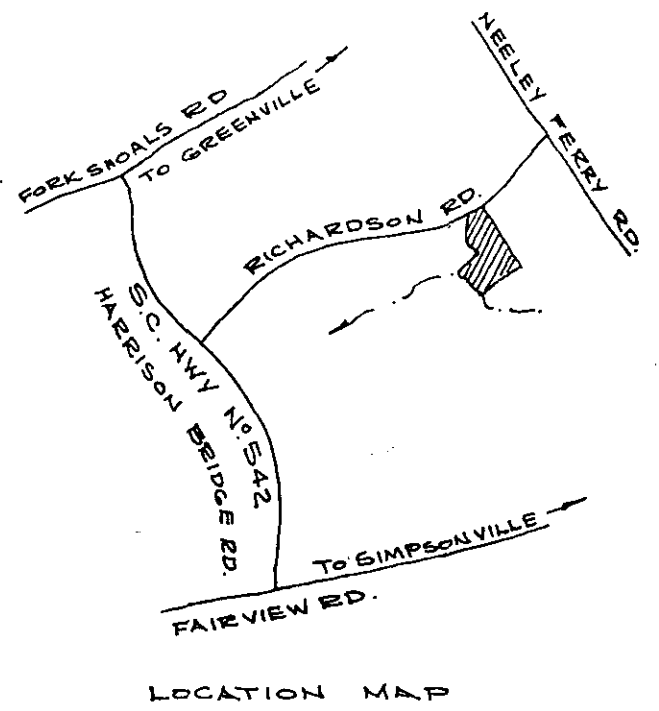 NEELEY FERRY RD.
FORK SHOALS RD
TO GREENVILLE
RICHARDSON RD.
S.C. HWY No. 542
HARRISON BRIDGE RD.
TO SIMPSONVILLE
FAIRVIEW RD.
LOCATION MAP